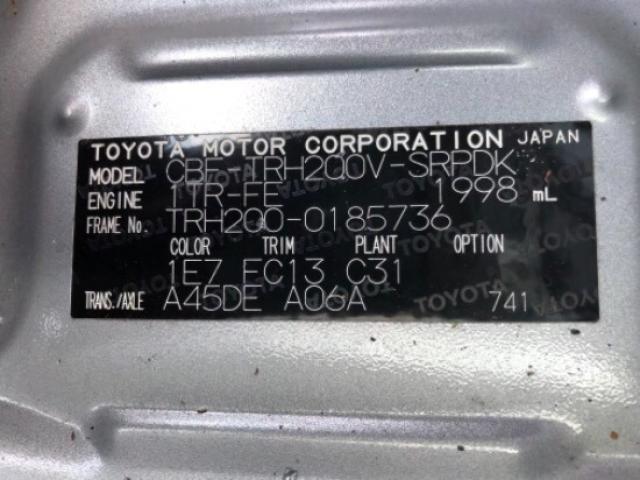 TOYOTA MOTOR CORPORATION JAPAN
MODEL CBF-TRH200V-SRPDK
ENGINE 1TR-FE 1998 mL
FRAME No. TRH200-0185736
COLOR TRIM PLANT OPTION
1E7 EC13 C31
TRANS./AXLE A45DE A06A 741